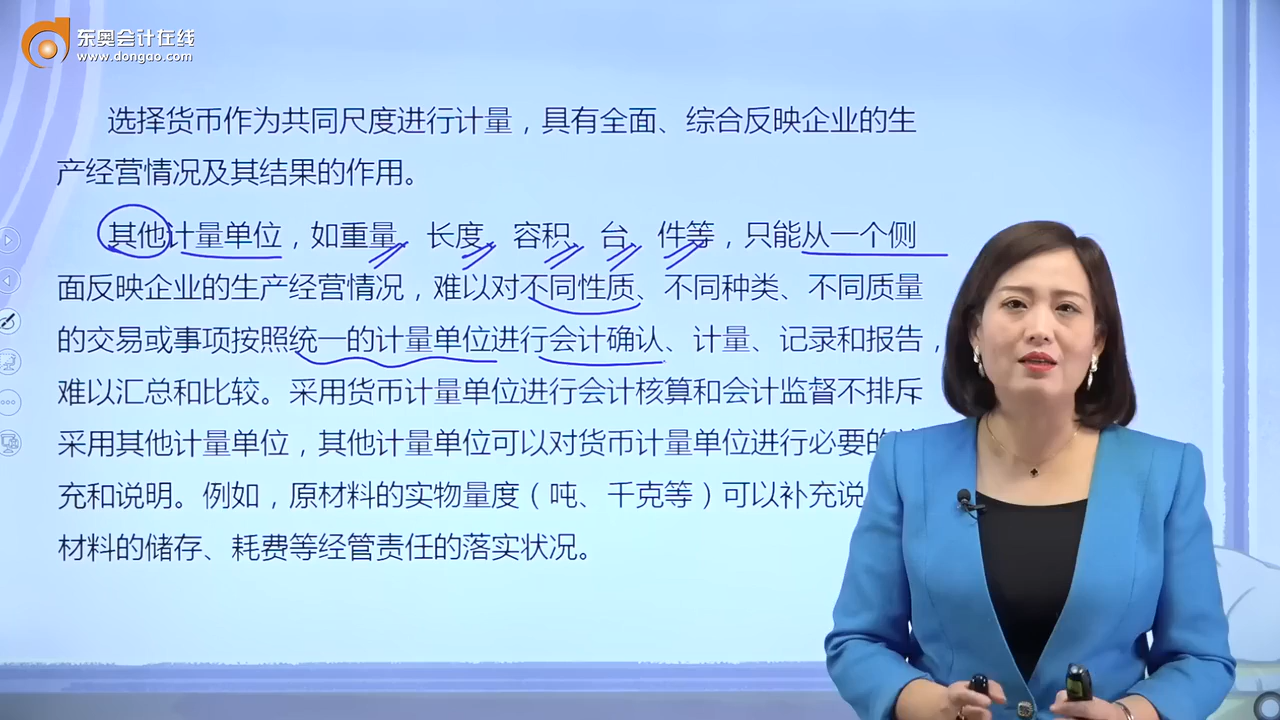 东奥会计在线
www.dongao.com
选择货币作为共同尺度进行计量，具有全面、综合反映企业的生
产经营情况及其结果的作用。
其他计量单位，如重量、长度、容积、台、件等，只能从一个侧
面反映企业的生产经营情况，难以对不同性质、不同种类、不同质量
的交易或事项按照统一的计量单位进行会计确认、计量、记录和报告，
难以汇总和比较。采用货币计量单位进行会计核算和会计监督不排斥
采用其他计量单位，其他计量单位可以对货币计量单位进行必要的
充和说明。例如，原材料的实物量度（吨、千克等）可以补充说
材料的储存、耗费等经管责任的落实状况。